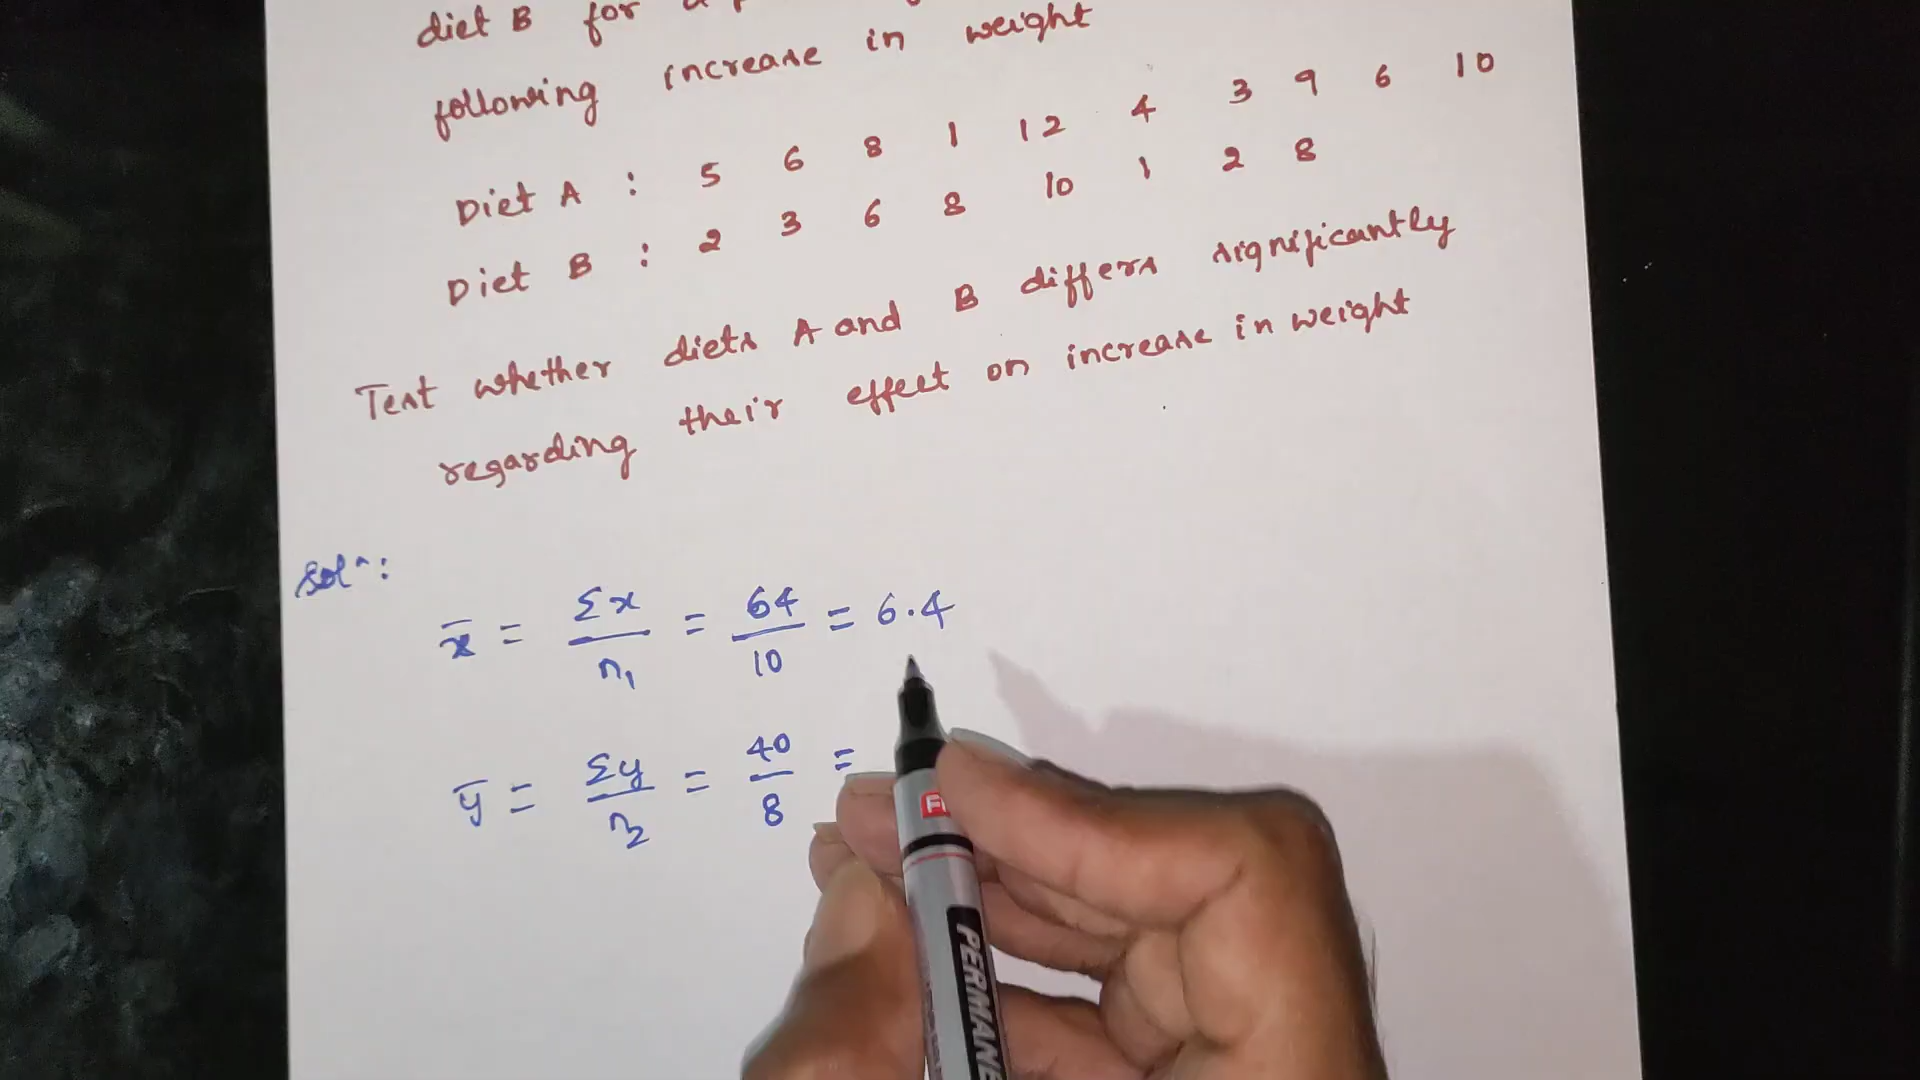 diet B for a
following increase in weight
Diet A : 5 6 8 1 12 4 3 9 6 10
Diet B : 2 3 6 8 10 1 2 8
Test whether diets A and B differs significantly
regarding their effect on increase in weight
Solⁿ:
x̄ = Σx/n₁ = 64/10 = 6.4
ȳ = Σy/n₂ = 40/8 =
PERMANE